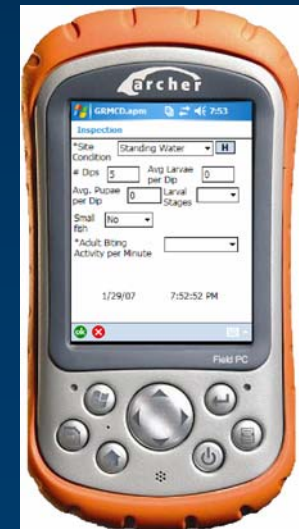 archer
GRMCD.apm 7:53
Inspection
*Site Condition Standing Water H
# Dips 5 Avg Larvae per Dip 0
Avg. Pupae per Dip 0 Larval Stages
Small fish No
*Adult Biting Activity per Minute
1/29/07 7:52:52 PM
ok
Field PC